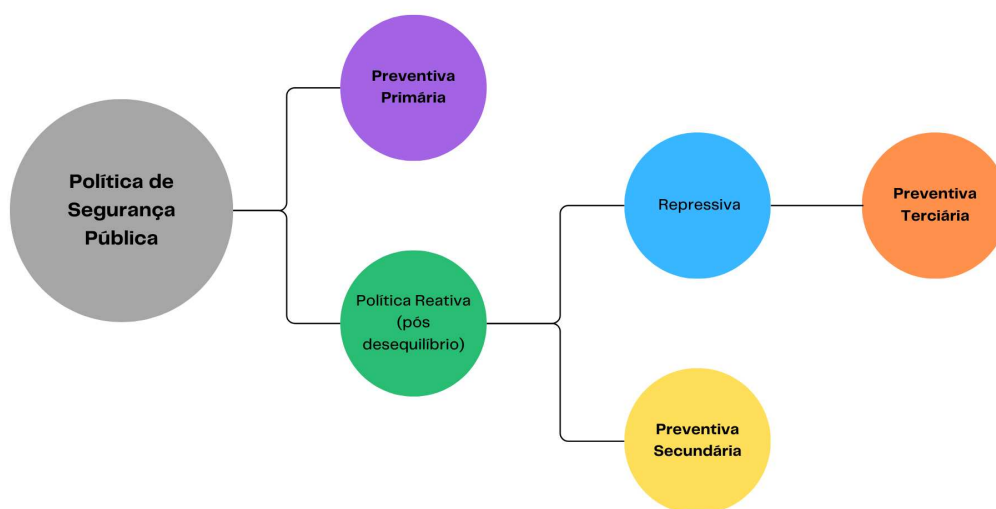 Política de
Segurança
Pública
Preventiva
Primária
Política Reativa
(pós
desequilíbrio)
Repressiva
Preventiva
Terciária
Preventiva
Secundária